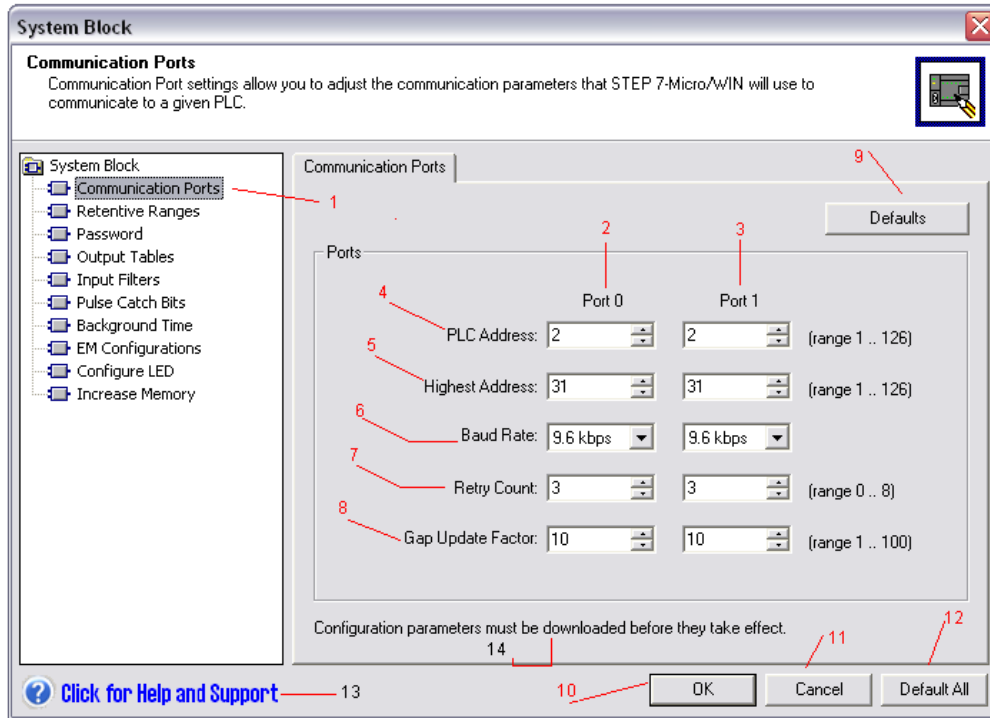 System Block
Communication Ports
Communication Port settings allow you to adjust the communication parameters that STEP 7-Micro/WIN will use to
communicate to a given PLC.
System Block
Communication Ports
Retentive Ranges
Password
Output Tables
Input Filters
Pulse Catch Bits
Background Time
EM Configurations
Configure LED
Increase Memory
1
Communication Ports
9
Defaults
Ports
2 3
Port 0 Port 1
4
PLC Address: 2 2 (range 1 .. 126)
5
Highest Address: 31 31 (range 1 .. 126)
6
Baud Rate: 9.6 kbps 9.6 kbps
7
Retry Count: 3 3 (range 0 .. 8)
8
Gap Update Factor: 10 10 (range 1 .. 100)
Configuration parameters must be downloaded before they take effect.
14
11
12
Click for Help and Support 13
10
OK Cancel Default All